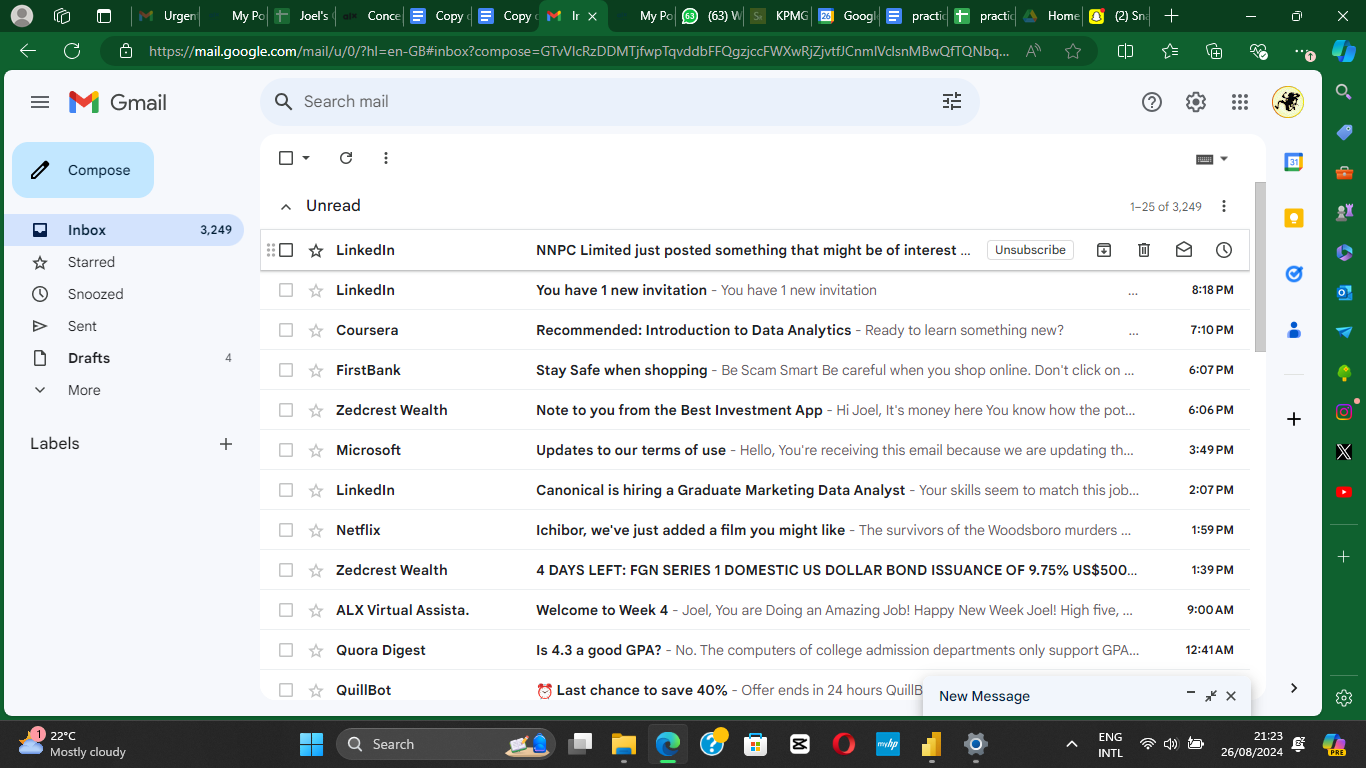 Urgent My Po Joel's C Conce Copy o Copy o Ir My Po (63) W KPMG Googl practic practic Home (2) Sna
https://mail.google.com/mail/u/0/?hl=en-GB#inbox?compose=
Gmail
Search mail
Compose
Unread
1–25 of 3,249
Inbox 3,249
LinkedIn NNPC Limited just posted something that might be of interest ... Unsubscribe
Starred
LinkedIn You have 1 new invitation - You have 1 new invitation ... 8:18 PM
Snoozed
Sent
Coursera Recommended: Introduction to Data Analytics - Ready to learn something new? ... 7:10 PM
Drafts 4
FirstBank Stay Safe when shopping - Be Scam Smart Be careful when you shop online. Don't click on ... 6:07 PM
More
Zedcrest Wealth Note to you from the Best Investment App - Hi Joel, It's money here You know how the pot... 6:06 PM
Labels
Microsoft Updates to our terms of use - Hello, You're receiving this email because we are updating th... 3:49 PM
LinkedIn Canonical is hiring a Graduate Marketing Data Analyst - Your skills seem to match this job... 2:07 PM
Netflix Ichibor, we've just added a film you might like - The survivors of the Woodsboro murders ... 1:59 PM
Zedcrest Wealth 4 DAYS LEFT: FGN SERIES 1 DOMESTIC US DOLLAR BOND ISSUANCE OF 9.75% US$500... 1:39 PM
ALX Virtual Assista. Welcome to Week 4 - Joel, You are Doing an Amazing Job! Happy New Week Joel! High five, ... 9:00 AM
Quora Digest Is 4.3 a good GPA? - No. The computers of college admission departments only support GPA... 12:41 AM
QuillBot ⏰ Last chance to save 40% - Offer ends in 24 hours QuillB
New Message
1
22°C
Mostly cloudy
Search
ENG
INTL
21:23
26/08/2024